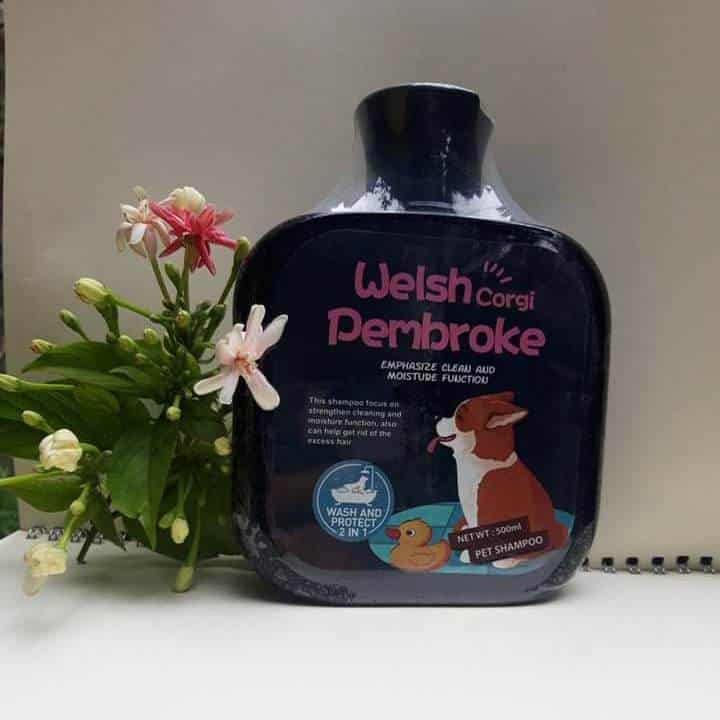 Welsh Corgi
Pembroke
EMPHASIZE CLEAN AND
MOISTURE FUNCTION
This shampoo focus on
strengthen cleaning and
moisture function, also
can help get rid of the
excess hair
WASH AND
PROTECT
2 IN 1
NET WT : 500ml
PET SHAMPOO